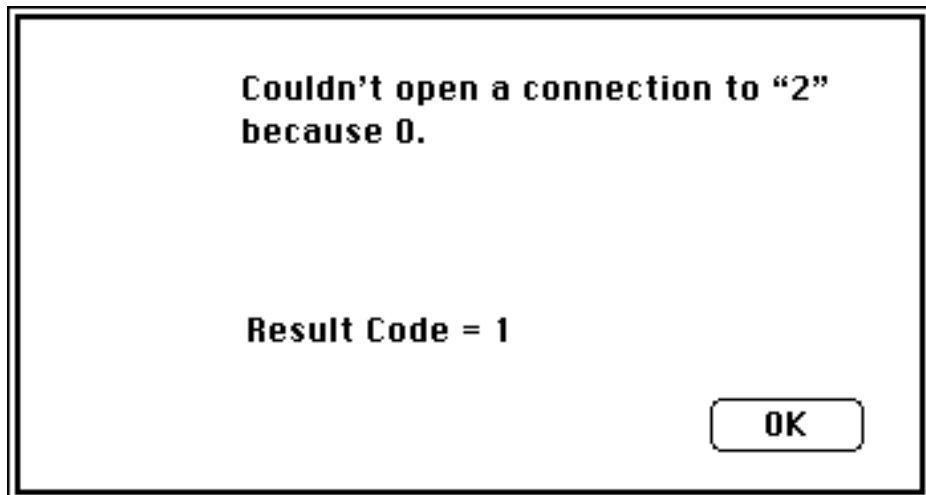 Couldn't open a connection to “2”
because 0.
Result Code = 1
OK